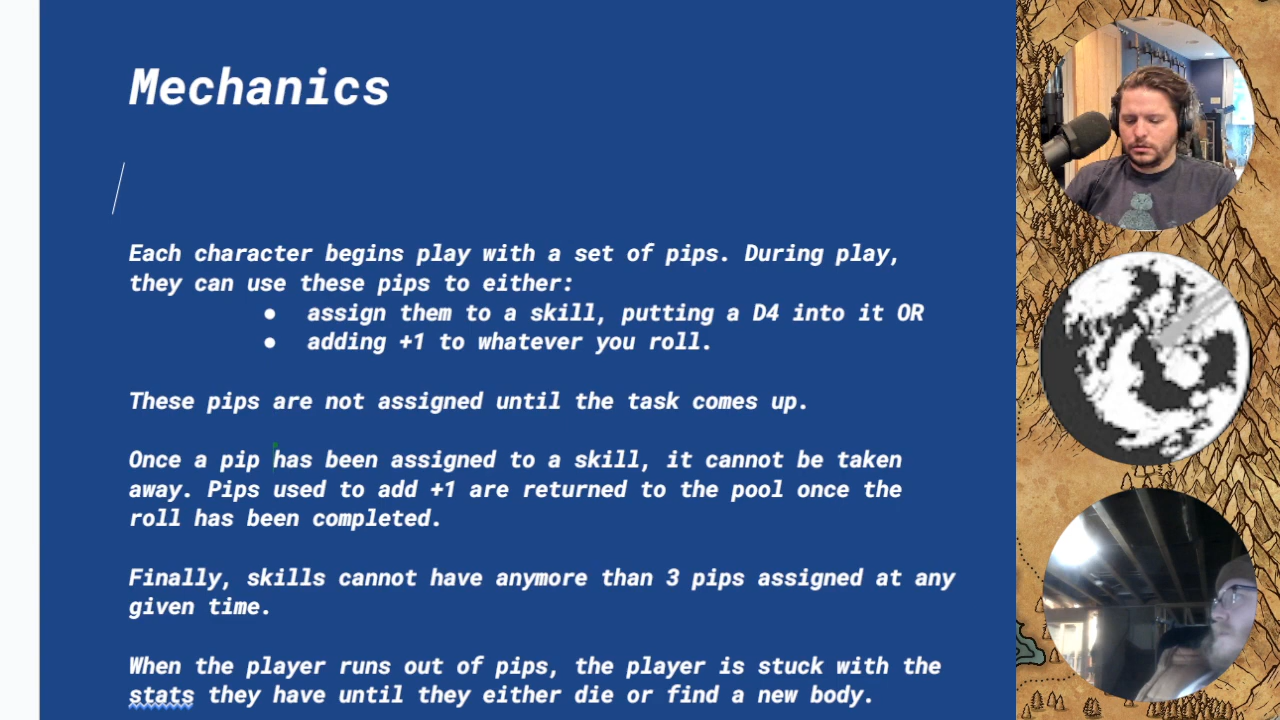 Mechanics
Each character begins play with a set of pips. During play,
they can use these pips to either:
● assign them to a skill, putting a D4 into it OR
● adding +1 to whatever you roll.
These pips are not assigned until the task comes up.
Once a pip has been assigned to a skill, it cannot be taken
away. Pips used to add +1 are returned to the pool once the
roll has been completed.
Finally, skills cannot have anymore than 3 pips assigned at any
given time.
When the player runs out of pips, the player is stuck with the
stats they have until they either die or find a new body.